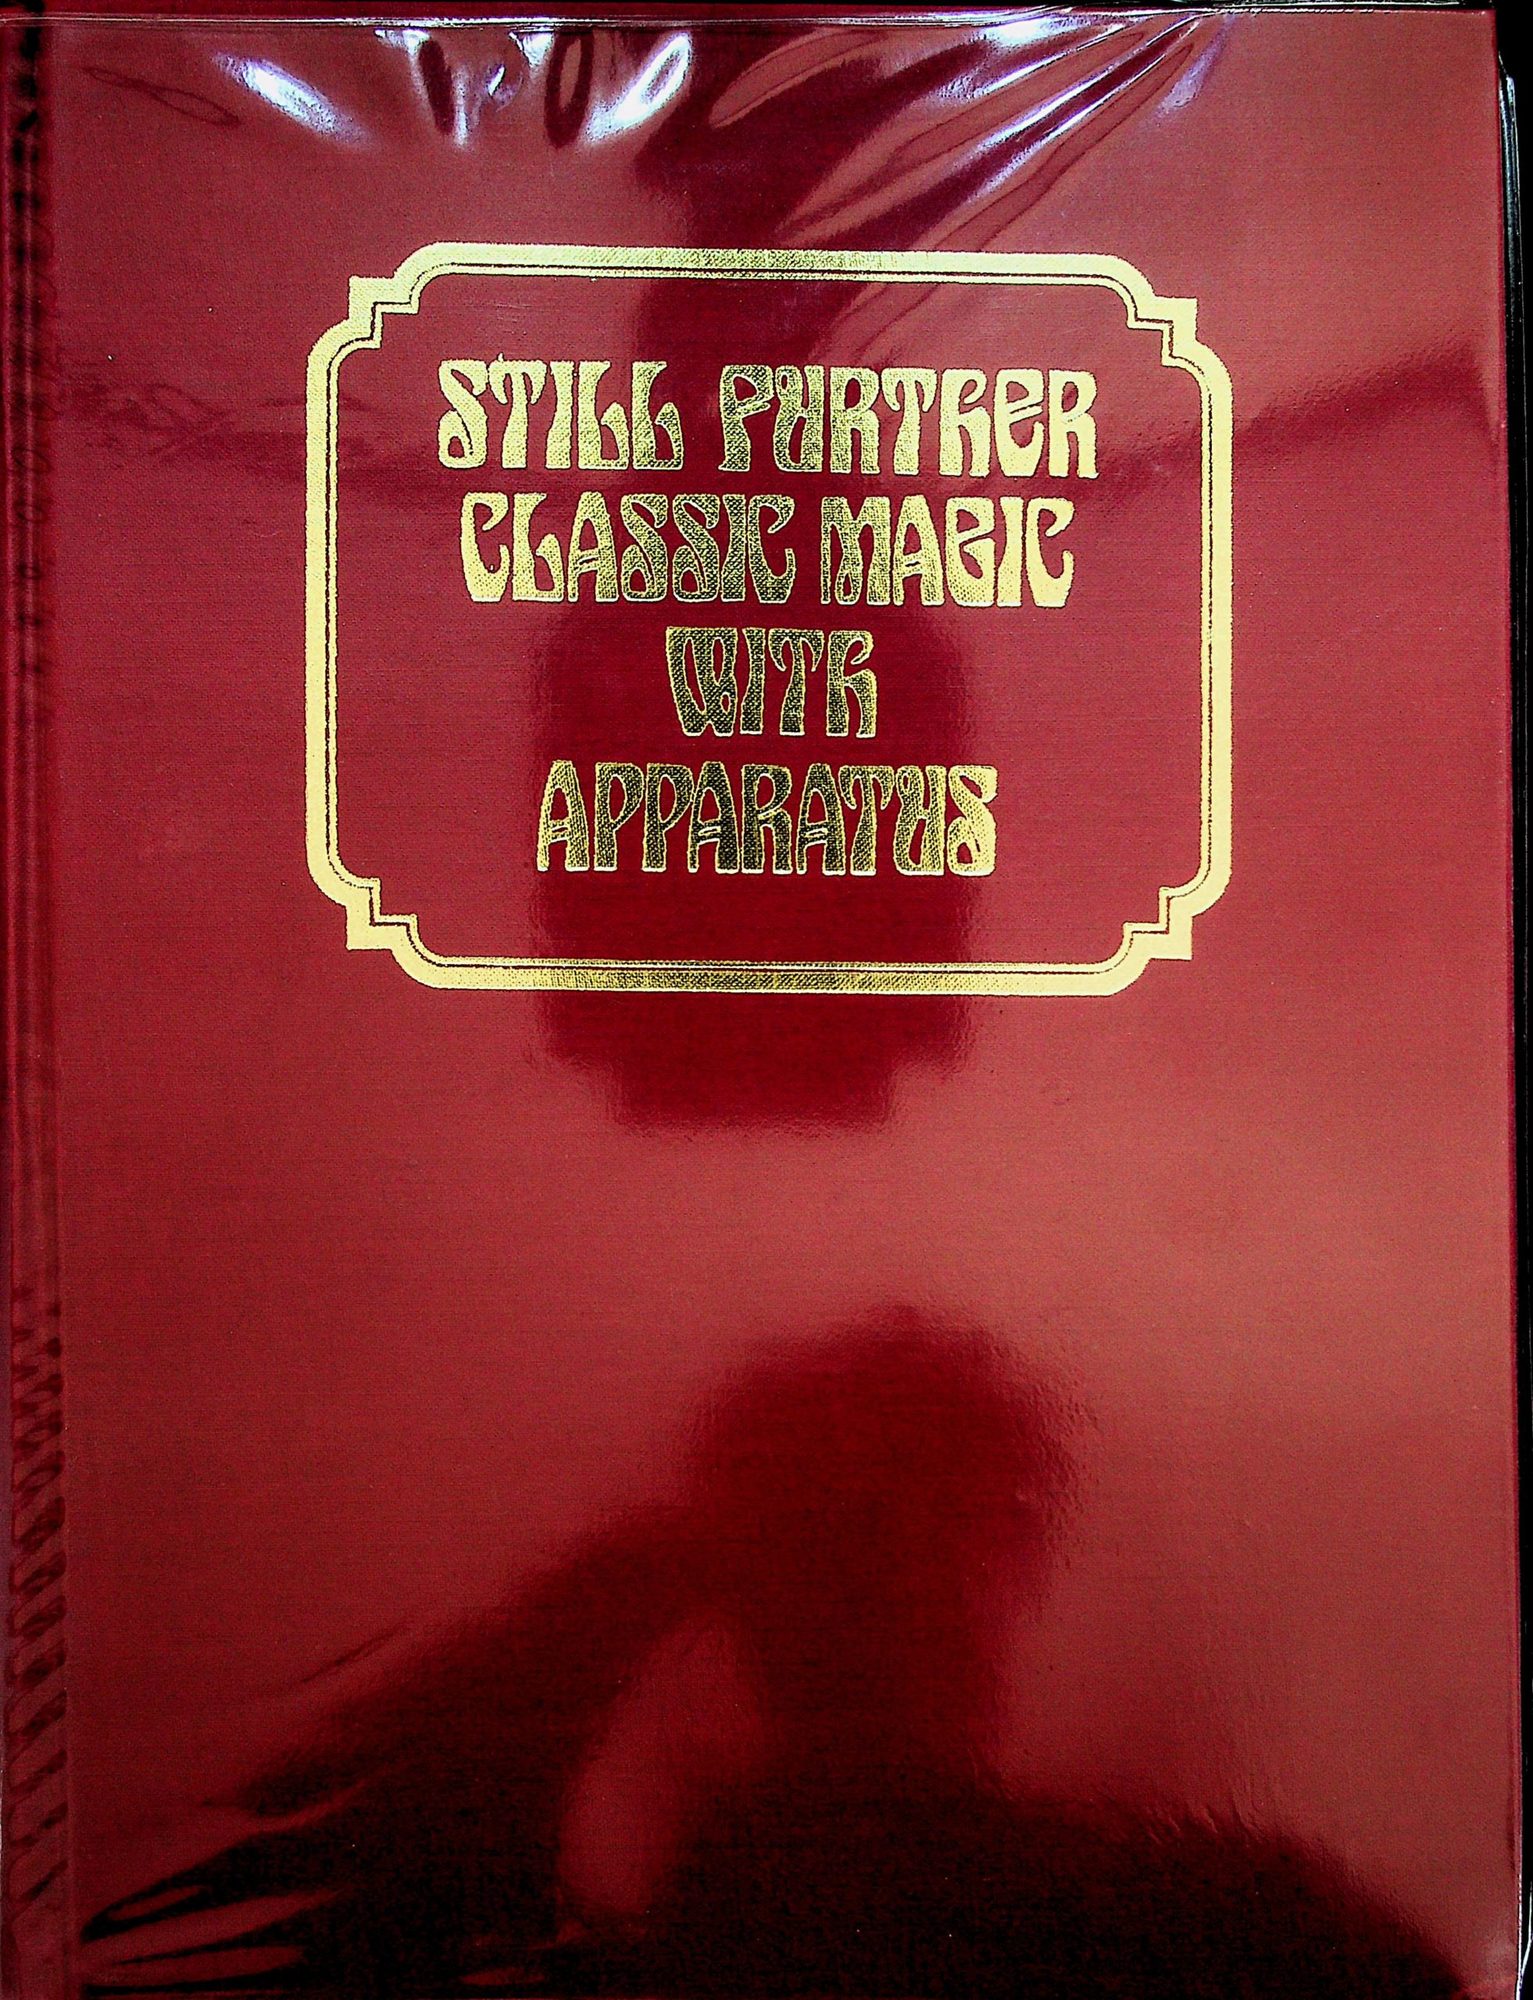 STILL FURTHER
CLASSIC MAGIC
WITH
APPARATUS